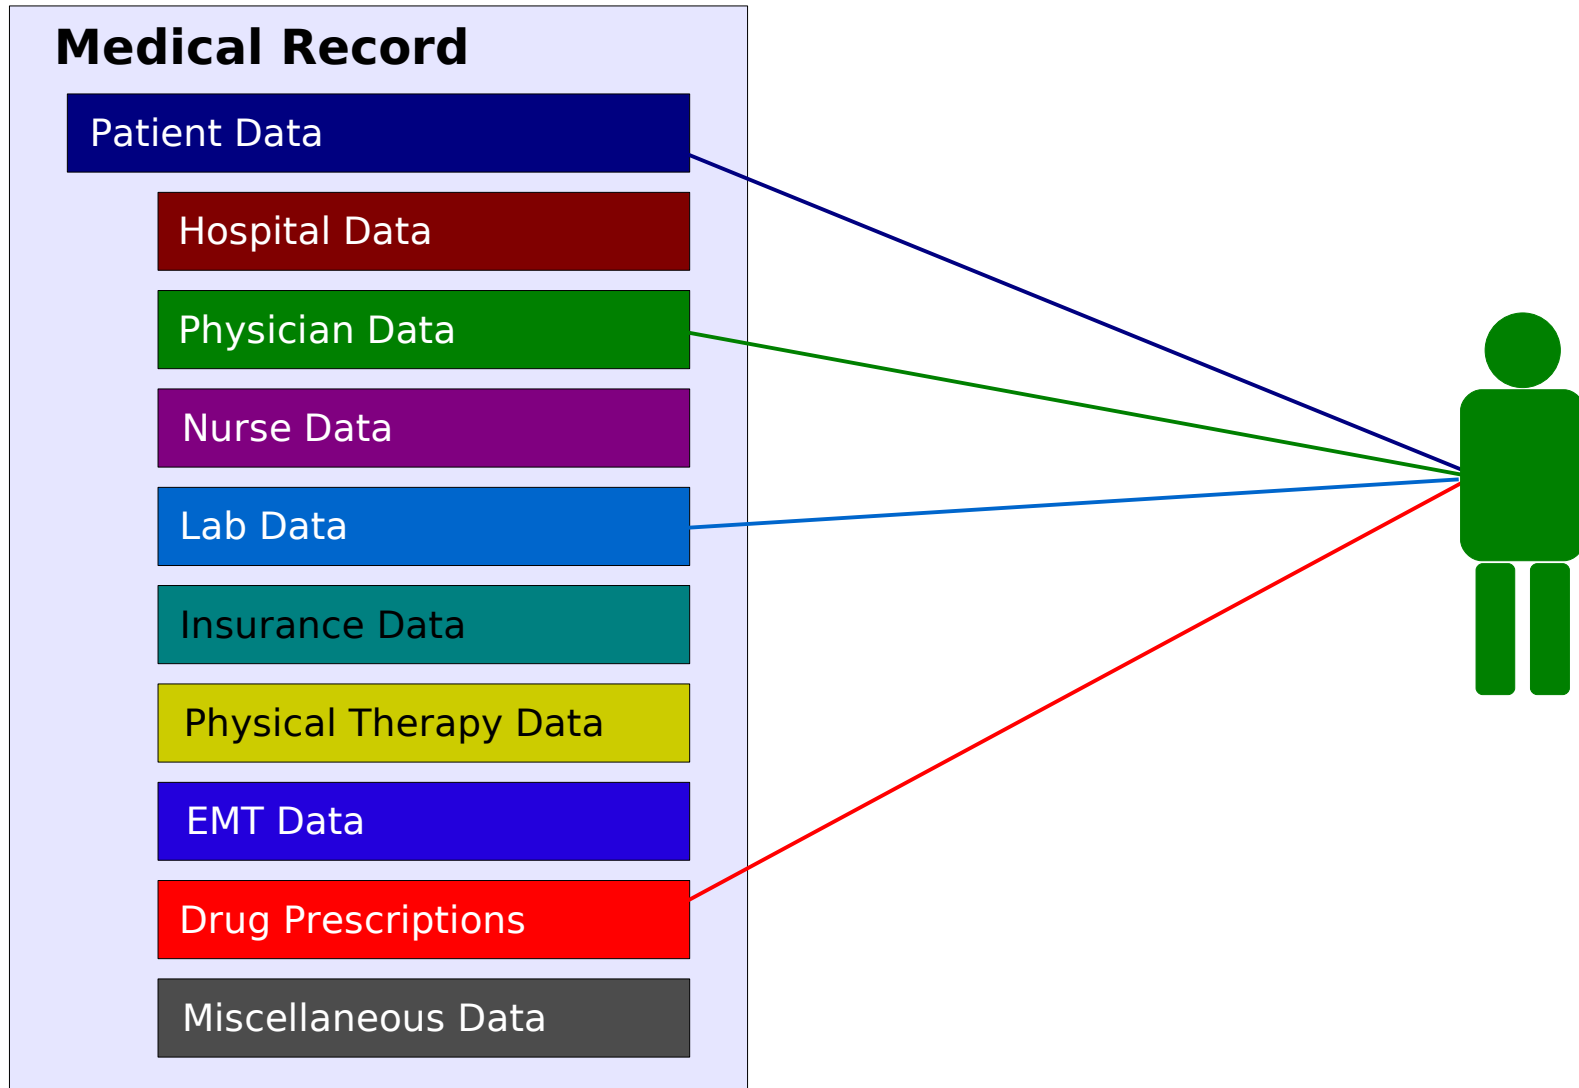 Medical Record
Patient Data
Hospital Data
Physician Data
Nurse Data
Lab Data
Insurance Data
Physical Therapy Data
EMT Data
Drug Prescriptions
Miscellaneous Data